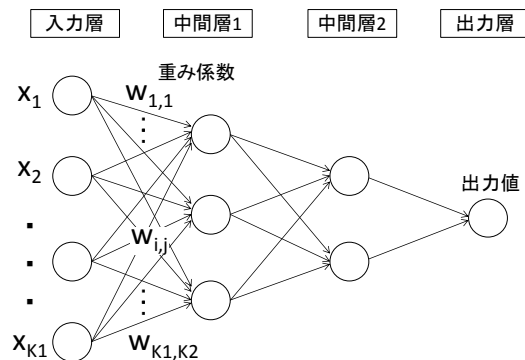 入力層 中間層1 中間層2 出力層
重み係数
x1 w1,1
x2
出力値
wi,j
xK1 wK1,K2